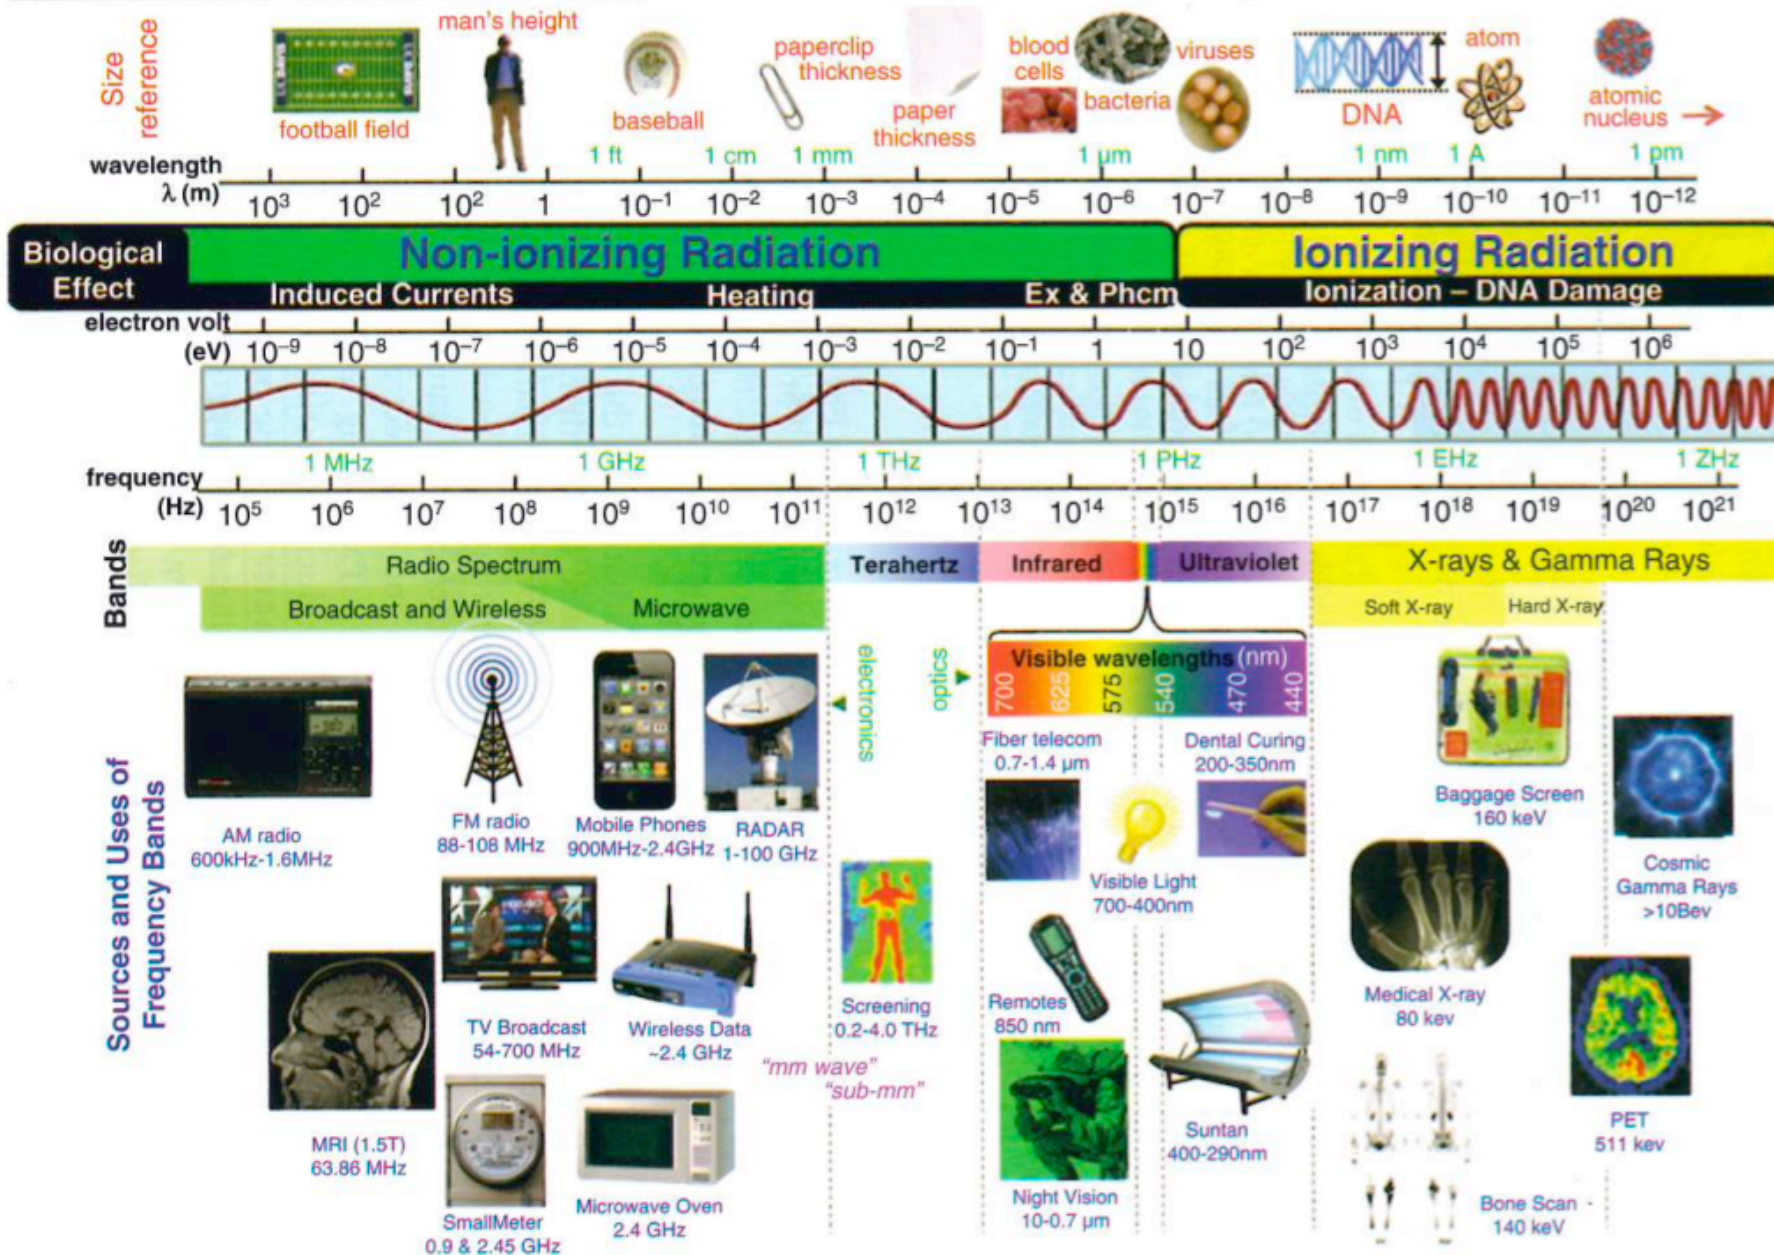 Size reference
football field
man's height
baseball
paperclip thickness
paper thickness
blood cells
bacteria
viruses
DNA
atom
atomic nucleus →
wavelength λ (m)
1 ft 1 cm 1 mm 1 µm 1 nm 1 A 1 pm
10³ 10² 10² 1 10⁻¹ 10⁻² 10⁻³ 10⁻⁴ 10⁻⁵ 10⁻⁶ 10⁻⁷ 10⁻⁸ 10⁻⁹ 10⁻¹⁰ 10⁻¹¹ 10⁻¹²
Biological Effect
Non-ionizing Radiation
Ionizing Radiation
Induced Currents
Heating
Ex & Phcm
Ionization – DNA Damage
electron volt (eV)
10⁻⁹ 10⁻⁸ 10⁻⁷ 10⁻⁶ 10⁻⁵ 10⁻⁴ 10⁻³ 10⁻² 10⁻¹ 1 10 10² 10³ 10⁴ 10⁵ 10⁶
frequency (Hz)
1 MHz 1 GHz 1 THz 1 PHz 1 EHz 1 ZHz
10⁵ 10⁶ 10⁷ 10⁸ 10⁹ 10¹⁰ 10¹¹ 10¹² 10¹³ 10¹⁴ 10¹⁵ 10¹⁶ 10¹⁷ 10¹⁸ 10¹⁹ 10²⁰ 10²¹
Bands
Radio Spectrum
Terahertz
Infrared
Ultraviolet
X-rays & Gamma Rays
Broadcast and Wireless
Microwave
Soft X-ray
Hard X-ray
electronics
optics
Visible wavelengths (nm)
700 625 575 540 470 440
Sources and Uses of
Frequency Bands
AM radio
600kHz-1.6MHz
FM radio
88-108 MHz
Mobile Phones
900MHz-2.4GHz
RADAR
1-100 GHz
Fiber telecom
0.7-1.4 µm
Dental Curing
200-350nm
Baggage Screen
160 keV
Visible Light
700-400nm
Cosmic
Gamma Rays
>10Bev
Screening
0.2-4.0 THz
Remotes
850 nm
Medical X-ray
80 kev
TV Broadcast
54-700 MHz
Wireless Data
~2.4 GHz
"mm wave"
"sub-mm"
MRI (1.5T)
63.86 MHz
SmallMeter
0.9 & 2.45 GHz
Microwave Oven
2.4 GHz
Night Vision
10-0.7 µm
Suntan
400-290nm
PET
511 kev
Bone Scan
140 keV